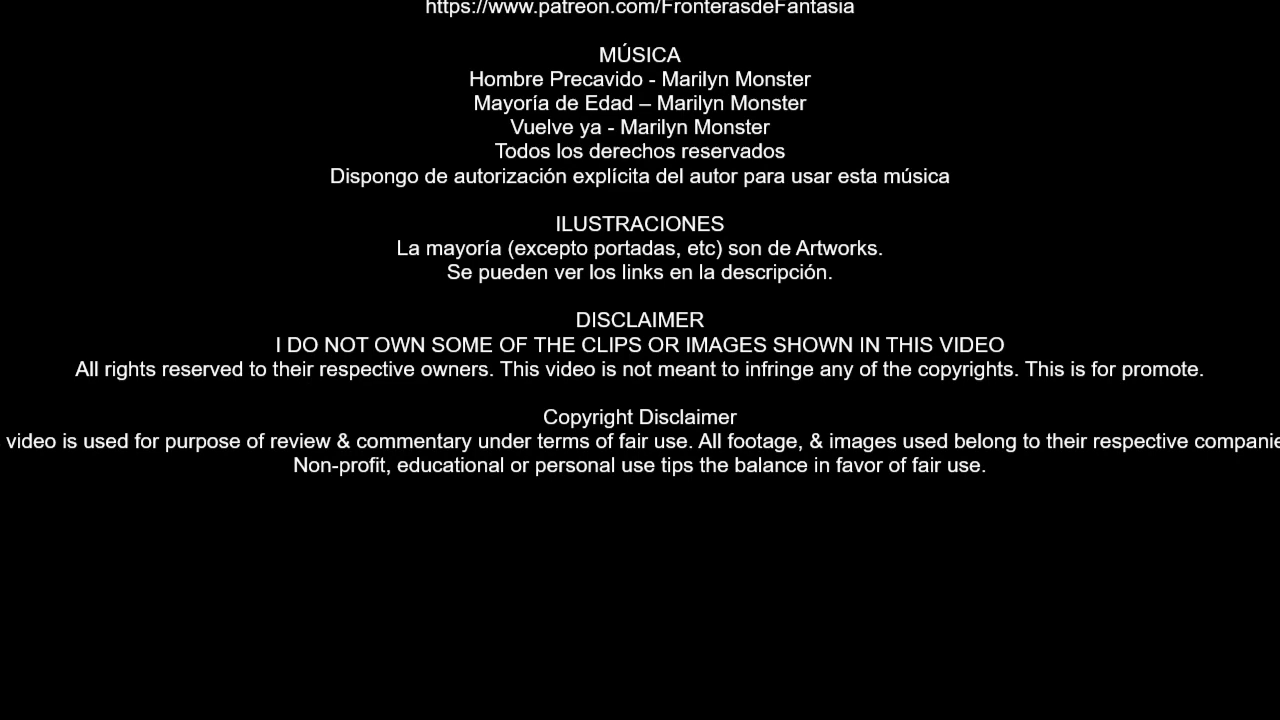 https://www.patreon.com/FronterasdeFantasia
MÚSICA
Hombre Precavido - Marilyn Monster
Mayoría de Edad – Marilyn Monster
Vuelve ya - Marilyn Monster
Todos los derechos reservados
Dispongo de autorización explícita del autor para usar esta música
ILUSTRACIONES
La mayoría (excepto portadas, etc) son de Artworks.
Se pueden ver los links en la descripción.
DISCLAIMER
I DO NOT OWN SOME OF THE CLIPS OR IMAGES SHOWN IN THIS VIDEO
All rights reserved to their respective owners. This video is not meant to infringe any of the copyrights. This is for promote.
Copyright Disclaimer
video is used for purpose of review & commentary under terms of fair use. All footage, & images used belong to their respective companie
Non-profit, educational or personal use tips the balance in favor of fair use.